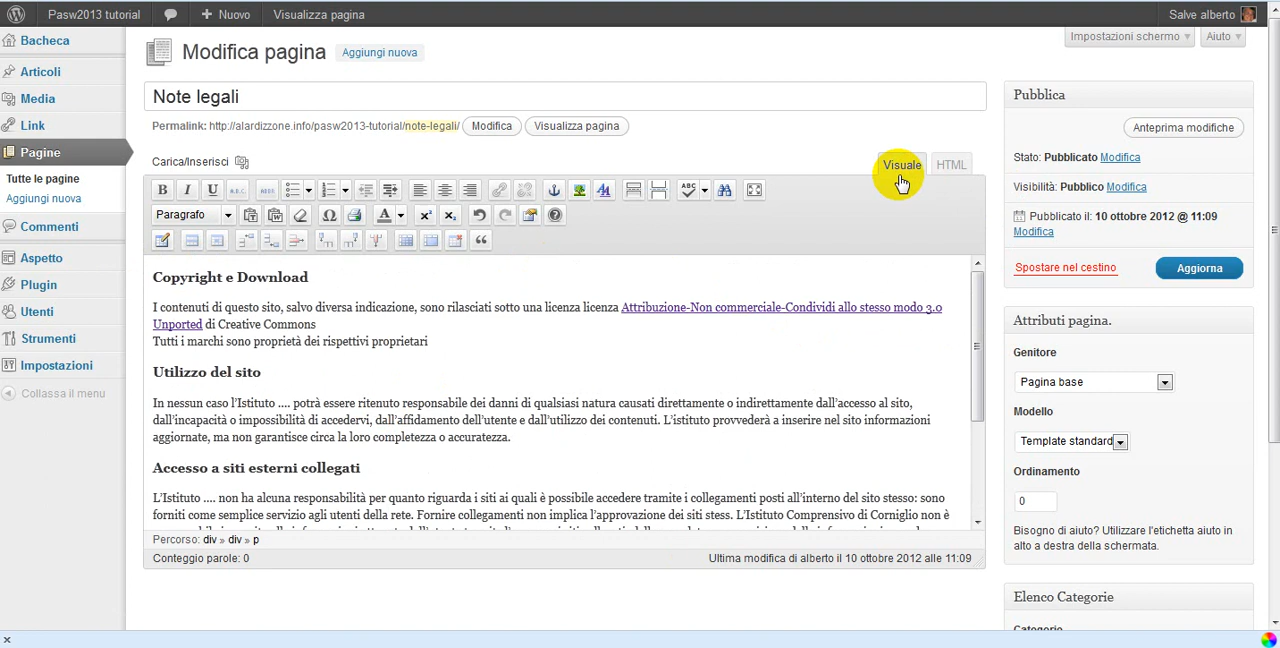 Pasw2013 tutorial
Nuovo
Visualizza pagina
Salve alberto
Bacheca
Articoli
Media
Link
Pagine
Tutte le pagine
Aggiungi nuova
Commenti
Aspetto
Plugin
Utenti
Strumenti
Impostazioni
Collassa il menu
Impostazioni schermo
Aiuto
Modifica pagina
Aggiungi nuova
Note legali
Permalink: http://alardizzone.info/pasw2013-tutorial/note-legali/ Modifica Visualizza pagina
Carica/Inserisci
Visuale
HTML
B I U A.B.C.
ABC
Paragrafo
Copyright e Download
I contenuti di questo sito, salvo diversa indicazione, sono rilasciati sotto una licenza licenza Attribuzione-Non commerciale-Condividi allo stesso modo 3.0
Unported di Creative Commons
Tutti i marchi sono proprietà dei rispettivi proprietari
Utilizzo del sito
In nessun caso l'Istituto .... potrà essere ritenuto responsabile dei danni di qualsiasi natura causati direttamente o indirettamente dall'accesso al sito,
dall'incapacità o impossibilità di accedervi, dall'affidamento dell'utente e dall'utilizzo dei contenuti. L'istituto provvederà a inserire nel sito informazioni
aggiornate, ma non garantisce circa la loro completezza o accuratezza.
Accesso a siti esterni collegati
L'Istituto .... non ha alcuna responsabilità per quanto riguarda i siti ai quali è possibile accedere tramite i collegamenti posti all'interno del sito stesso: sono
forniti come semplice servizio agli utenti della rete. Fornire collegamenti non implica l'approvazione dei siti stess. L'Istituto Comprensivo di Corniglio non è
Percorso: div » div » p
Conteggio parole: 0
Ultima modifica di alberto il 10 ottobre 2012 alle 11:09
Pubblica
Anteprima modifiche
Stato: Pubblicato Modifica
Visibilità: Pubblico Modifica
Pubblicato il: 10 ottobre 2012 @ 11:09
Modifica
Spostare nel cestino
Aggiorna
Attributi pagina.
Genitore
Pagina base
Modello
Template standard
Ordinamento
0
Bisogno di aiuto? Utilizzare l'etichetta aiuto in
alto a destra della schermata.
Elenco Categorie
Categorie